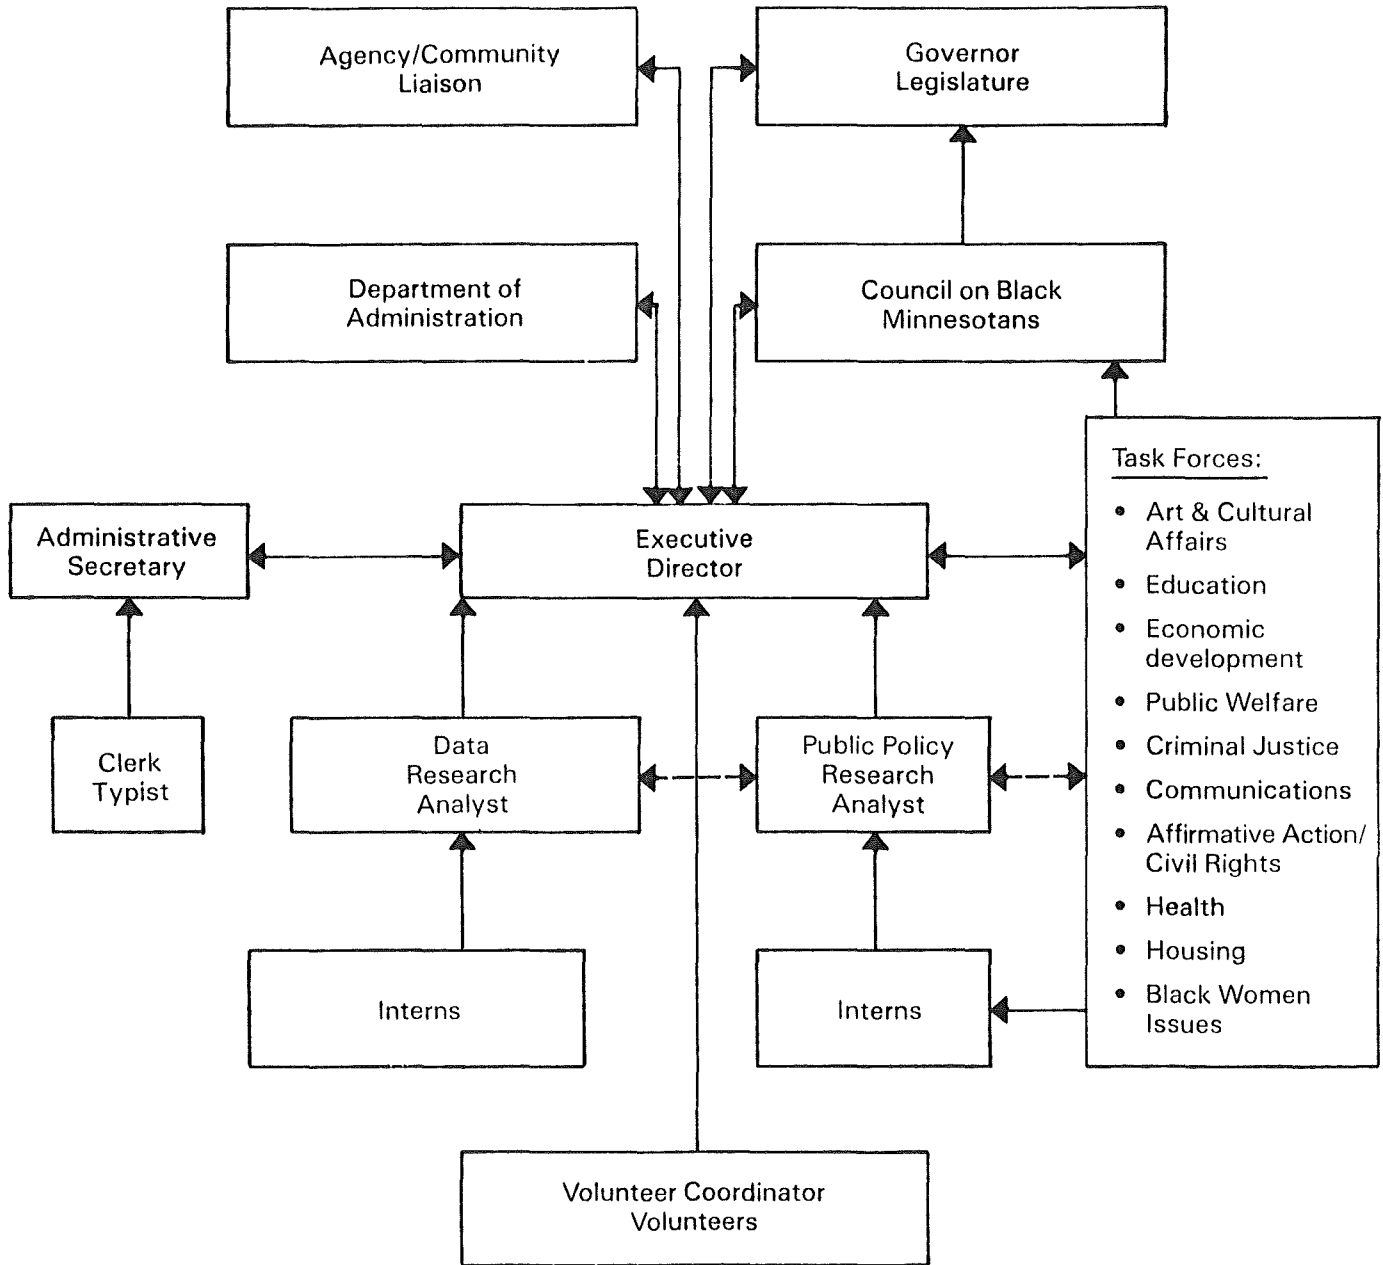 Agency/Community
Liaison
Governor
Legislature
Department of
Administration
Council on Black
Minnesotans
Administrative
Secretary
Executive
Director
Task Forces:
• Art & Cultural
Affairs
• Education
• Economic
development
• Public Welfare
• Criminal Justice
• Communications
• Affirmative Action/
Civil Rights
• Health
• Housing
• Black Women
Issues
Clerk
Typist
Data
Research
Analyst
Public Policy
Research
Analyst
Interns
Interns
Volunteer Coordinator
Volunteers